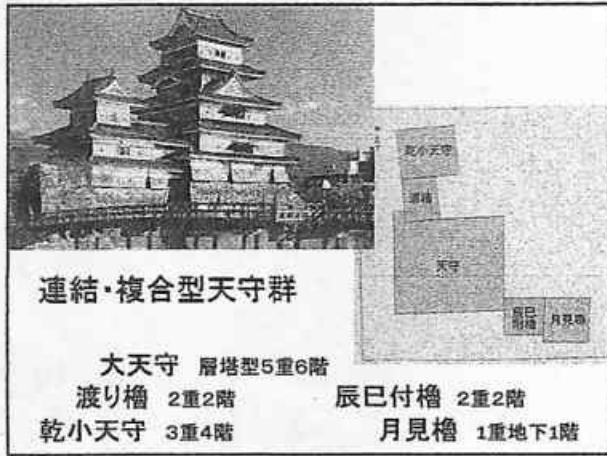 乾小天守
渡櫓
天守
辰巳
附櫓
月見櫓
連結・複合型天守群
大天守 層塔型5重6階
渡り櫓 2重2階
辰巳付櫓 2重2階
乾小天守 3重4階
月見櫓 1重地下1階